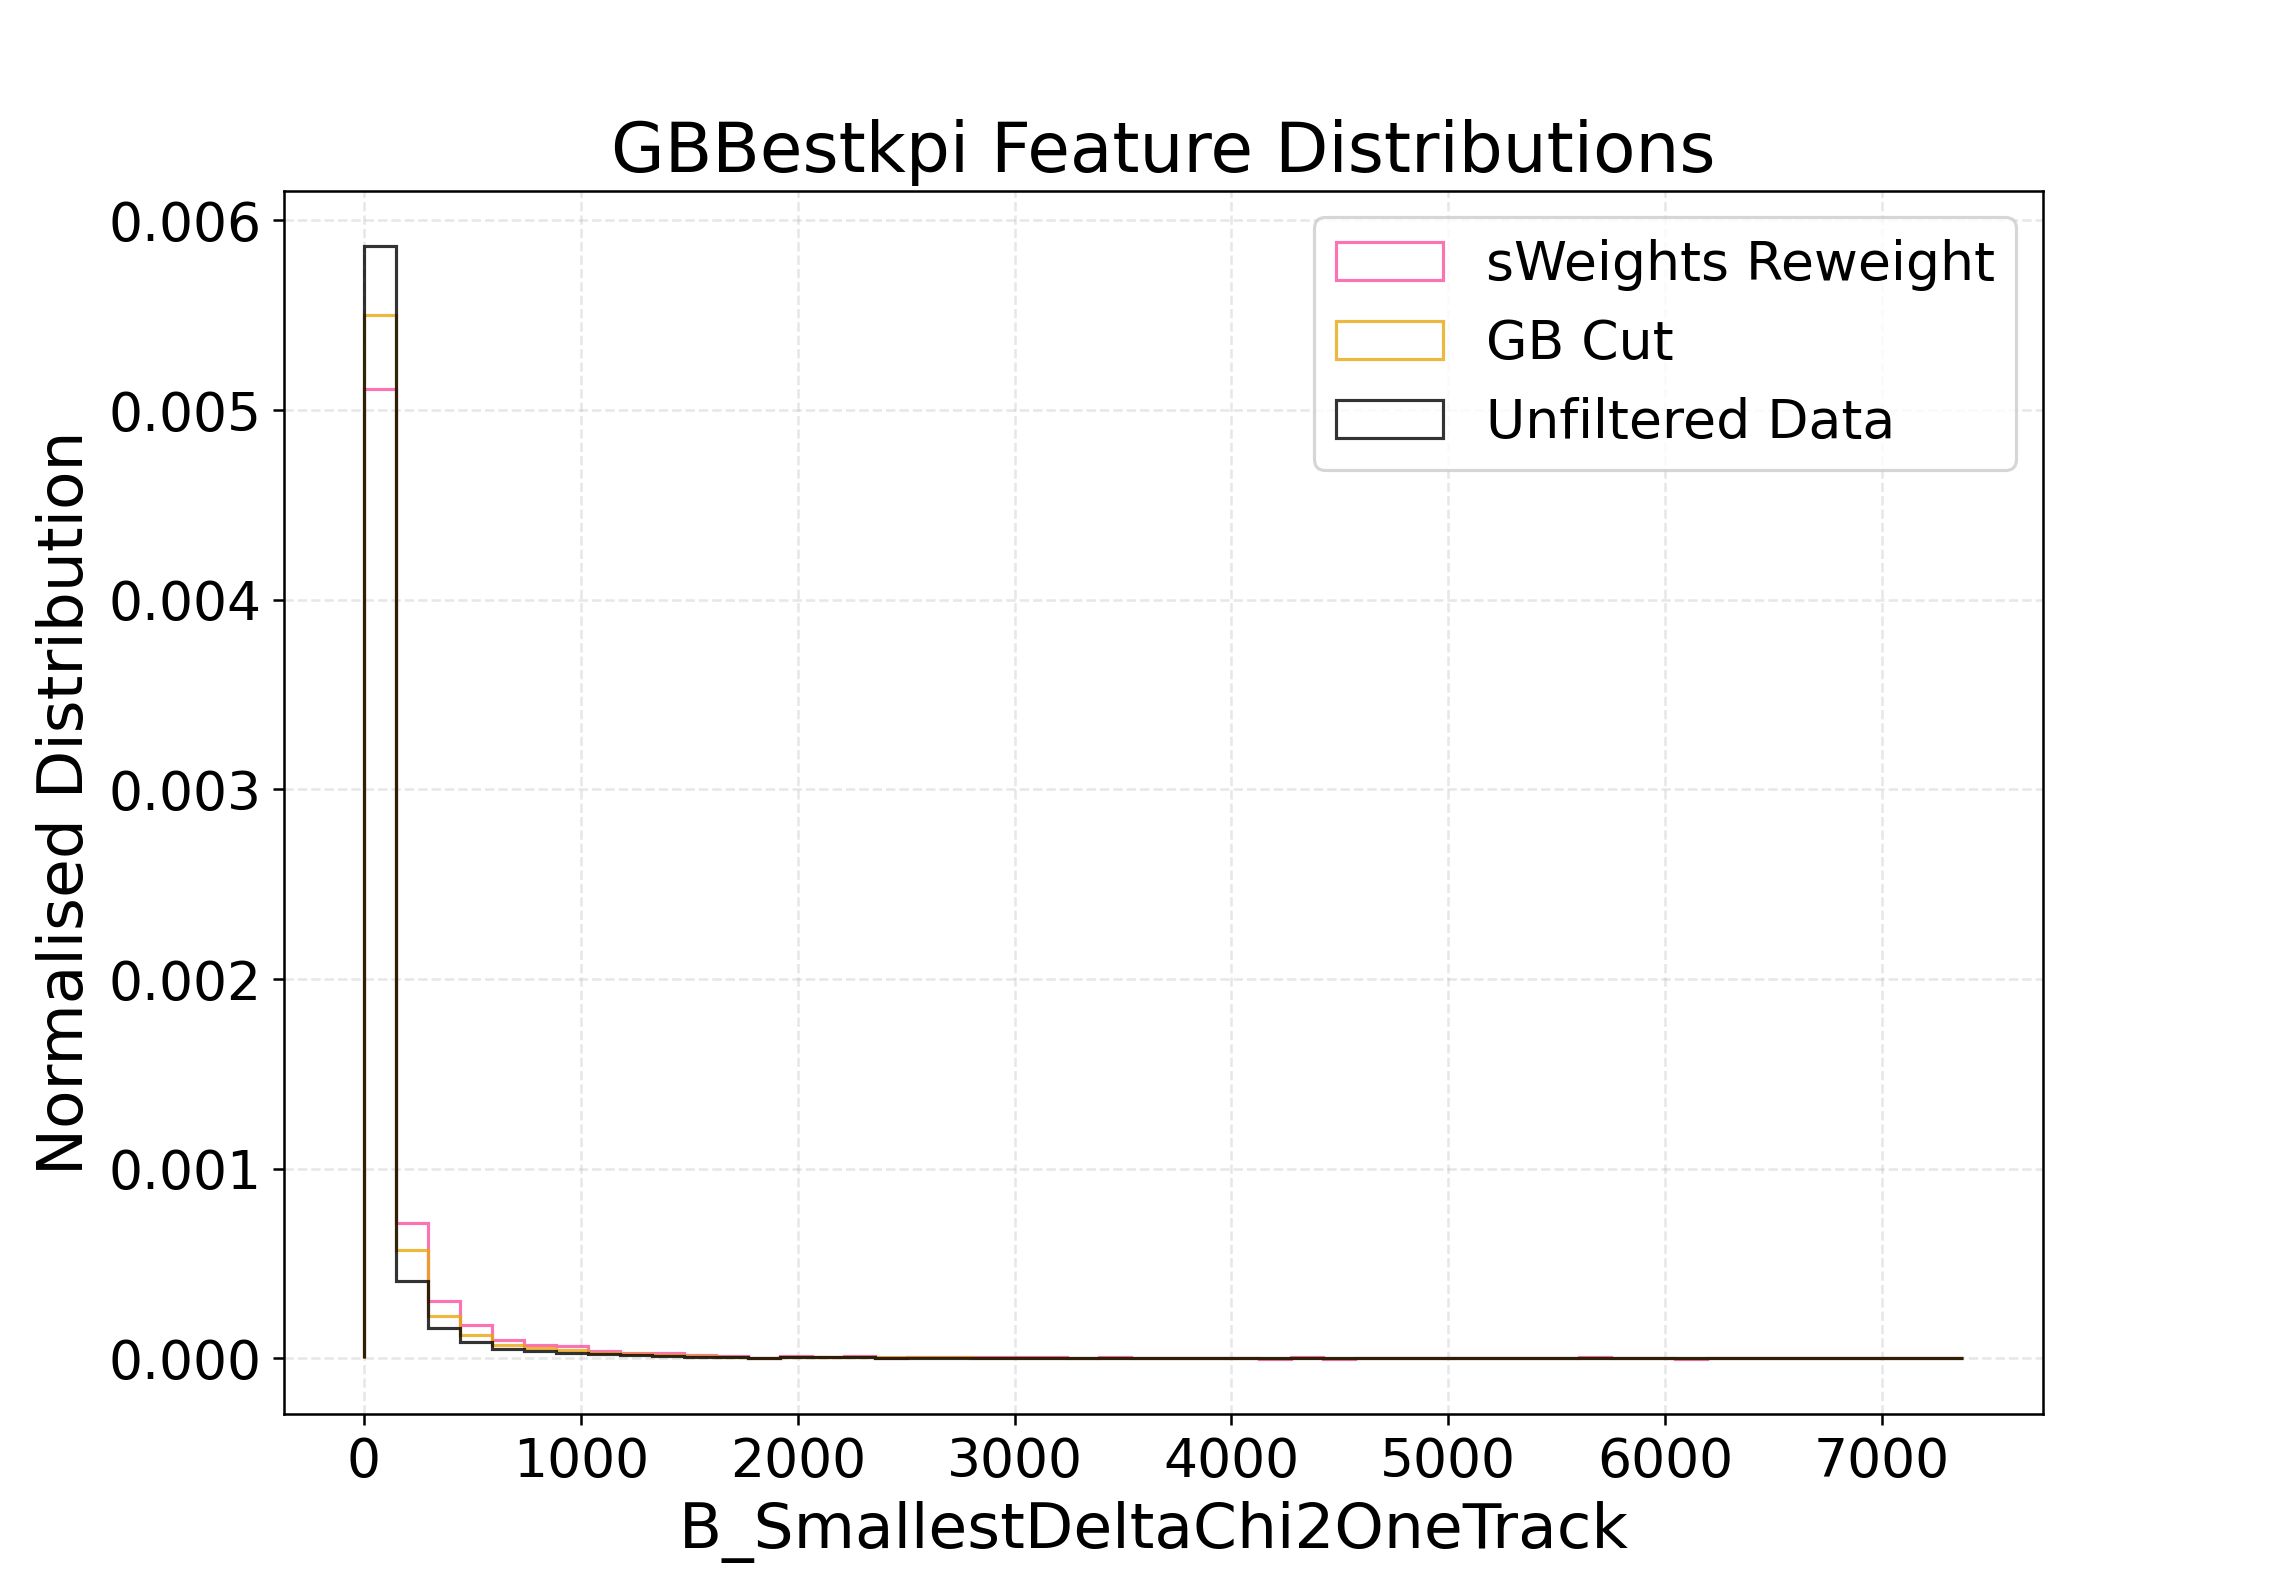 GBBestkpi Feature Distributions
Normalised Distribution
0.006
0.005
0.004
0.003
0.002
0.001
0.000
sWeights Reweight
GB Cut
Unfiltered Data
0 1000 2000 3000 4000 5000 6000 7000
B_SmallestDeltaChi2OneTrack